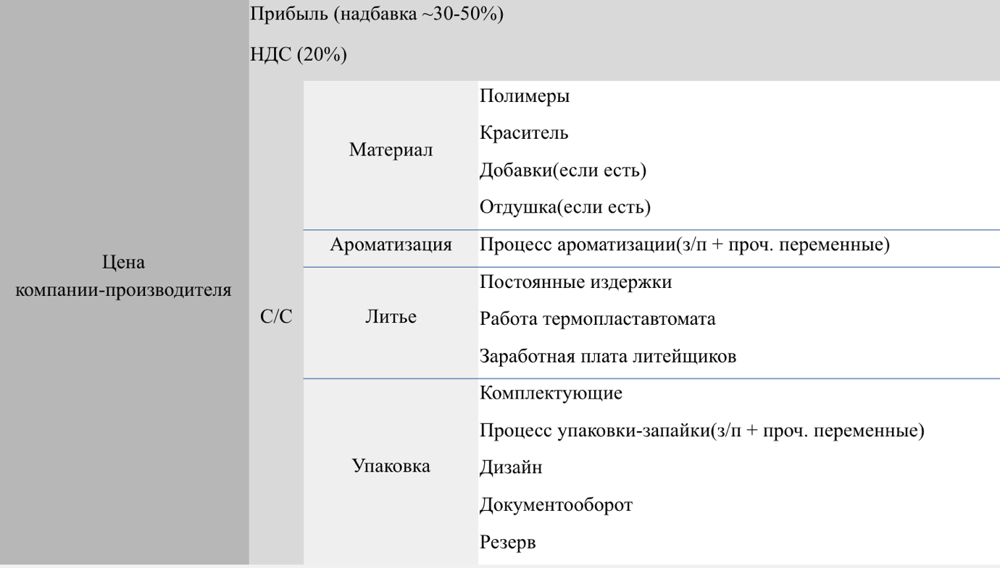 Прибыль (надбавка ~30-50%)
НДС (20%)
Цена
компании-производителя
С/С
Материал
Полимеры
Краситель
Добавки(если есть)
Отдушка(если есть)
Ароматизация
Процесс ароматизации(з/п + проч. переменные)
Литье
Постоянные издержки
Работа термопластавтомата
Заработная плата литейщиков
Упаковка
Комплектующие
Процесс упаковки-запайки(з/п + проч. переменные)
Дизайн
Документооборот
Резерв